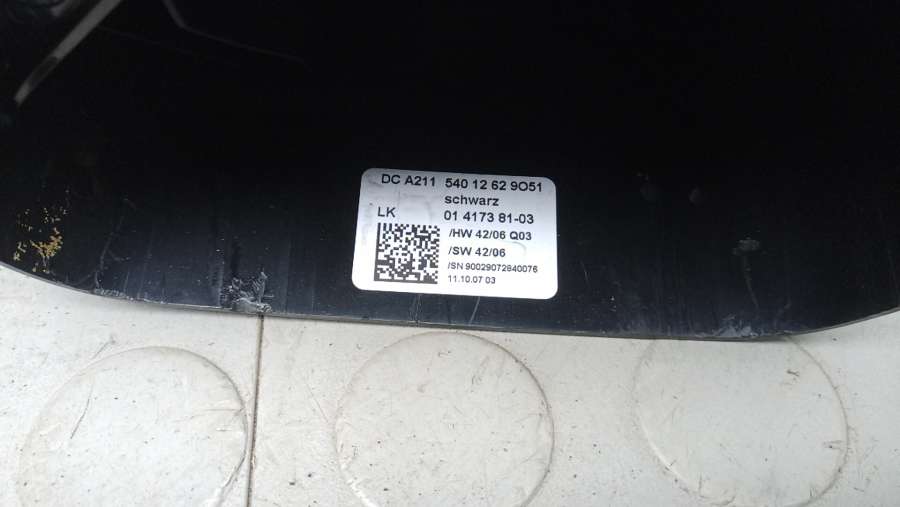 DC A211 540 12 62 9O51
schwarz
LK 01 4173 81-03
/HW 42/06 Q03
/SW 42/06
/SN 90029072840076
11.10.07 03